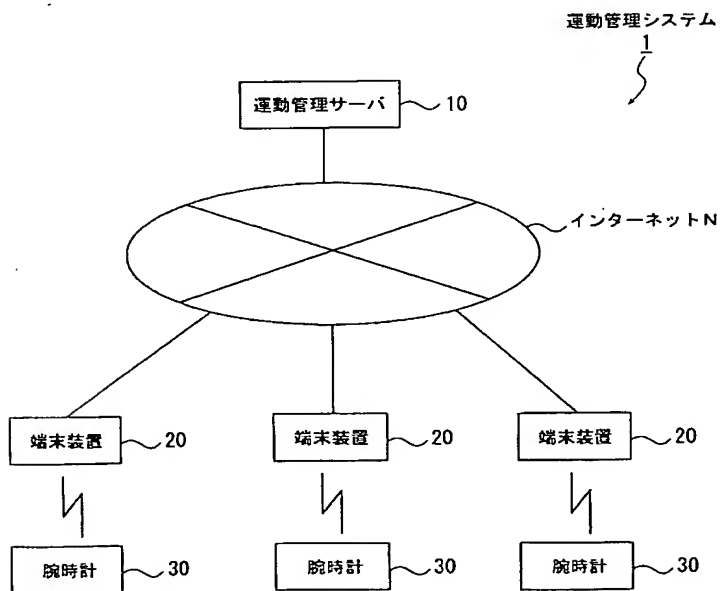 運動管理システム
1
運動管理サーバ 10
インターネットN
端末装置 20 端末装置 20 端末装置 20
腕時計 30 腕時計 30 腕時計 30